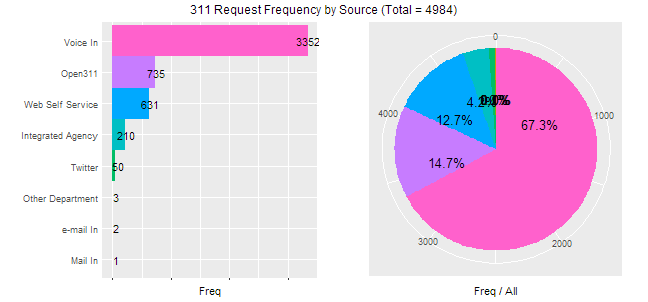 311 Request Frequency by Source (Total = 4984)
Voice In 3352
Open311 735
Web Self Service 631
Integrated Agency 210
Twitter 50
Other Department 3
e-mail In 2
Mail In 1
Freq
0
1000
2000
3000
4000
67.3%
14.7%
12.7%
4.2%
Freq / All